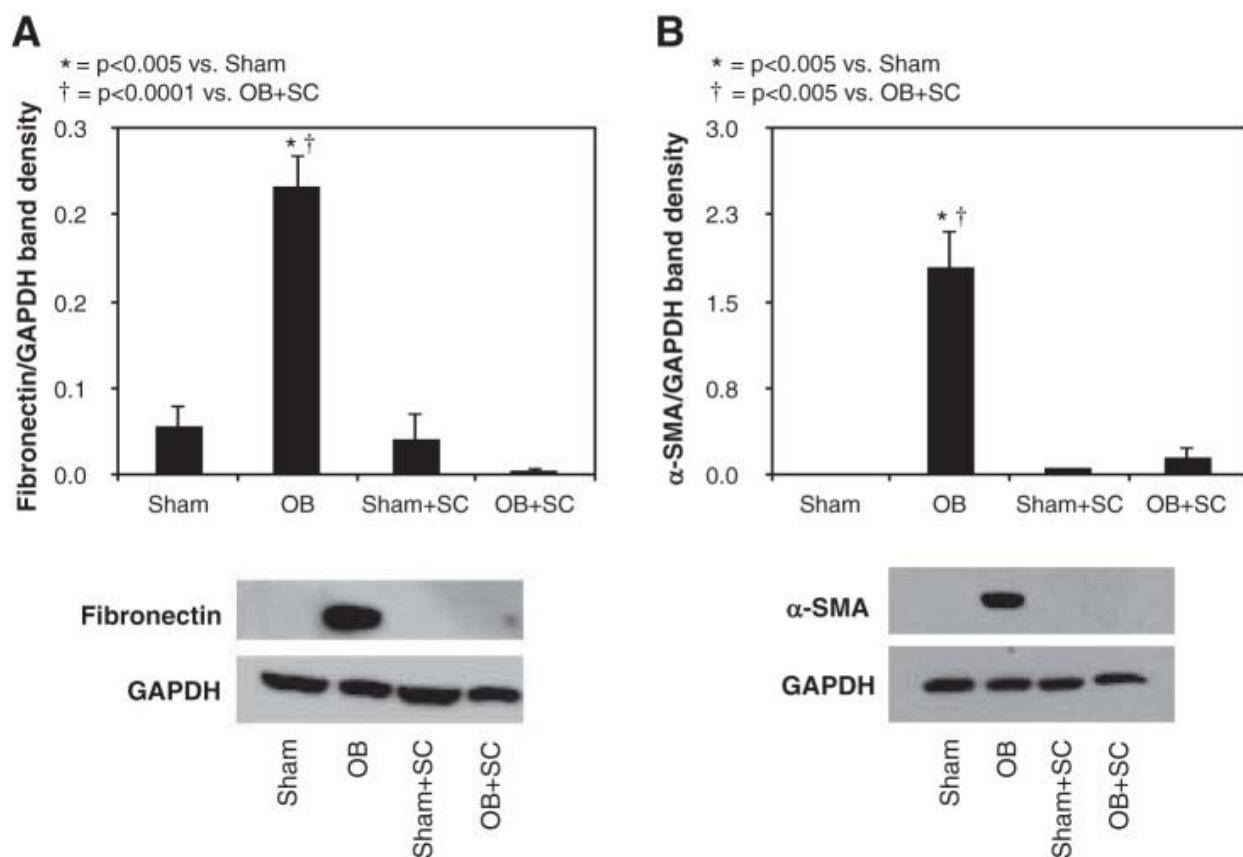 A
* = p<0.005 vs. Sham
† = p<0.0001 vs. OB+SC
Fibronectin/GAPDH band density
0.3
0.2
0.2
0.1
0.0
* †
Sham OB Sham+SC OB+SC
Fibronectin
GAPDH
Sham
OB
Sham+SC
OB+SC
B
* = p<0.005 vs. Sham
† = p<0.005 vs. OB+SC
α-SMA/GAPDH band density
3.0
2.3
1.5
0.8
0.0
* †
Sham OB Sham+SC OB+SC
α-SMA
GAPDH
Sham
OB
Sham+SC
OB+SC